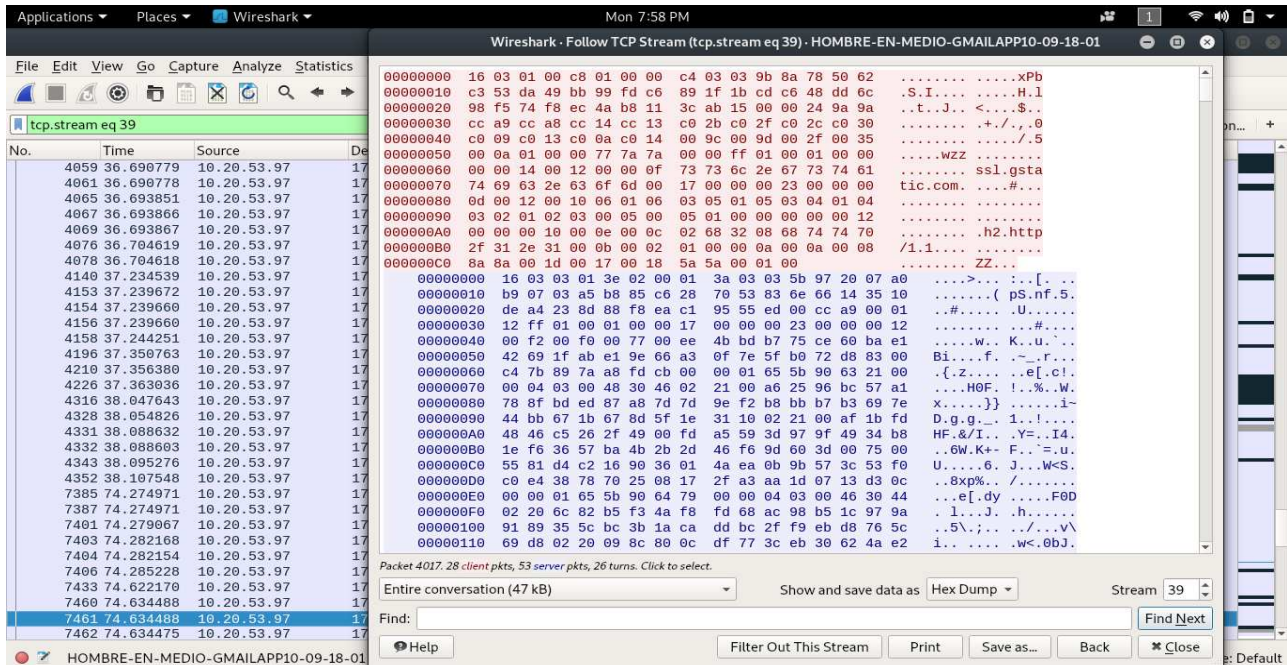 Applications ▾ Places ▾ Wireshark ▾ Mon 7:58 PM 1
Wireshark · Follow TCP Stream (tcp.stream eq 39) · HOMBRE-EN-MEDIO-GMAILAPP10-09-18-01
File Edit View Go Capture Analyze Statistics
tcp.stream eq 39
No. Time Source De
4059 36.690779 10.20.53.97 17
4061 36.690778 10.20.53.97 17
4065 36.693851 10.20.53.97 17
4067 36.693866 10.20.53.97 17
4069 36.693867 10.20.53.97 17
4076 36.704619 10.20.53.97 17
4078 36.704618 10.20.53.97 17
4140 37.234539 10.20.53.97 17
4153 37.239672 10.20.53.97 17
4154 37.239660 10.20.53.97 17
4156 37.239660 10.20.53.97 17
4158 37.244251 10.20.53.97 17
4196 37.350763 10.20.53.97 17
4210 37.356380 10.20.53.97 17
4226 37.363036 10.20.53.97 17
4316 38.047643 10.20.53.97 17
4328 38.054826 10.20.53.97 17
4331 38.088632 10.20.53.97 17
4332 38.088603 10.20.53.97 17
4343 38.095276 10.20.53.97 17
4352 38.107548 10.20.53.97 17
7385 74.274971 10.20.53.97 17
7387 74.274971 10.20.53.97 17
7401 74.279067 10.20.53.97 17
7403 74.282168 10.20.53.97 17
7404 74.282154 10.20.53.97 17
7406 74.285228 10.20.53.97 17
7433 74.622170 10.20.53.97 17
7460 74.634488 10.20.53.97 17
7461 74.634488 10.20.53.97 17
7462 74.634475 10.20.53.97 17
HOMBRE-EN-MEDIO-GMAILAPP10-09-18-01
00000000 16 03 01 00 c8 01 00 00 c4 03 03 9b 8a 78 50 62 ........ .....xPb
00000010 c3 53 da 49 bb 99 fd c6 89 1f 1b cd c6 48 dd 6c .S.I.... .....H.l
00000020 98 f5 74 f8 ec 4a b8 11 3c ab 15 00 00 24 9a 9a ..t..J.. <....$..
00000030 cc a9 cc a8 cc 14 cc 13 c0 2b c0 2f c0 2c c0 30 ........ .+./.,.0
00000040 c0 09 c0 13 c0 0a c0 14 00 9c 00 9d 00 2f 00 35 ........ ...../.5
00000050 00 0a 01 00 00 77 7a 7a 00 00 ff 01 00 01 00 00 .....wzz ........
00000060 00 00 14 00 12 00 00 0f 73 73 6c 2e 67 73 74 61 ........ ssl.gsta
00000070 74 69 63 2e 63 6f 6d 00 17 00 00 00 23 00 00 00 tic.com. ....#...
00000080 0d 00 12 00 10 06 01 06 03 05 01 05 03 04 01 04 ........ ........
00000090 03 02 01 02 03 00 05 00 05 01 00 00 00 00 00 12 ........ ........
000000A0 00 00 00 10 00 0e 00 0c 02 68 32 08 68 74 74 70 ........ .h2.http
000000B0 2f 31 2e 31 00 0b 00 02 01 00 00 0a 00 0a 00 08 /1.1.... ........
000000C0 8a 8a 00 1d 00 17 00 18 5a 5a 00 01 00 ........ ZZ...
00000000 16 03 03 01 3e 02 00 01 3a 03 03 5b 97 20 07 a0 ....>... :..[. ..
00000010 b9 07 03 a5 b8 85 c6 28 70 53 83 6e 66 14 35 10 .......( pS.nf.5.
00000020 de a4 23 8d 88 f8 ea c1 95 55 ed 00 cc a9 00 01 ..#..... .U......
00000030 12 ff 01 00 01 00 00 17 00 00 00 23 00 00 00 12 ........ ...#....
00000040 00 f2 00 f0 00 77 00 ee 4b bd b7 75 ce 60 ba e1 .....w.. K..u.`..
00000050 42 69 1f ab e1 9e 66 a3 0f 7e 5f b0 72 d8 83 00 Bi....f. .~_.r...
00000060 c4 7b 89 7a a8 fd cb 00 00 01 65 5b 90 63 21 00 .{.z.... ..e[.c!.
00000070 00 04 03 00 48 30 46 02 21 00 a6 25 96 bc 57 a1 ....H0F. !..%..W.
00000080 78 8f bd ed 87 a8 7d 7d 9e f2 b8 bb b7 b3 69 7e x.....}} ......i~
00000090 44 bb 67 1b 67 8d 5f 1e 31 10 02 21 00 af 1b fd D.g.g._. 1..!....
000000A0 48 46 c5 26 2f 49 00 fd a5 59 3d 97 9f 49 34 b8 HF.&/I.. .Y=..I4.
000000B0 1e f6 36 57 ba 4b 2b 2d 46 f6 9d 60 3d 00 75 00 ..6W.K+- F..`=.u.
000000C0 55 81 d4 c2 16 90 36 01 4a ea 0b 9b 57 3c 53 f0 U.....6. J...W<S.
000000D0 c0 e4 38 78 70 25 08 17 2f a3 aa 1d 07 13 d3 0c ..8xp%.. /.......
000000E0 00 00 01 65 5b 90 64 79 00 00 04 03 00 46 30 44 ...e[.dy .....F0D
000000F0 02 20 6c 82 b5 f3 4a f8 fd 68 ac 98 b5 1c 97 9a . l...J. .h......
00000100 91 89 35 5c bc 3b 1a ca dd bc 2f f9 eb d8 76 5c ..5\.;.. ../...v\
00000110 69 d8 02 20 09 8c 80 0c df 77 3c eb 30 62 4a e2 i.. .... .w<.0bJ.
Packet 4017. 28 client pkts, 53 server pkts, 26 turns. Click to select.
Entire conversation (47 kB) Show and save data as Hex Dump Stream 39
Find: Find Next
Help Filter Out This Stream Print Save as... Back Close
on... +
e: Default